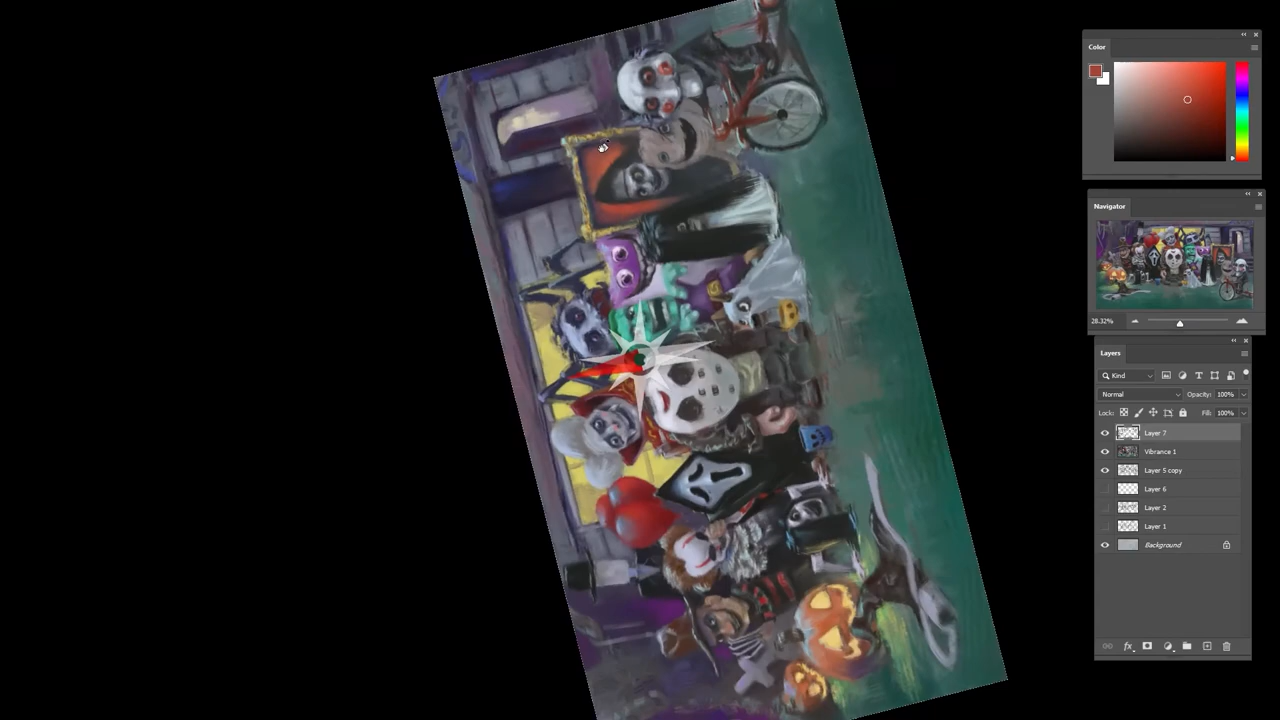 Color
Navigator
28.32%
Layers
Kind
Normal
Opacity: 100%
Lock:
Fill: 100%
Layer 7
Vibrance 1
Layer 5 copy
Layer 6
Layer 2
Layer 1
Background
fx